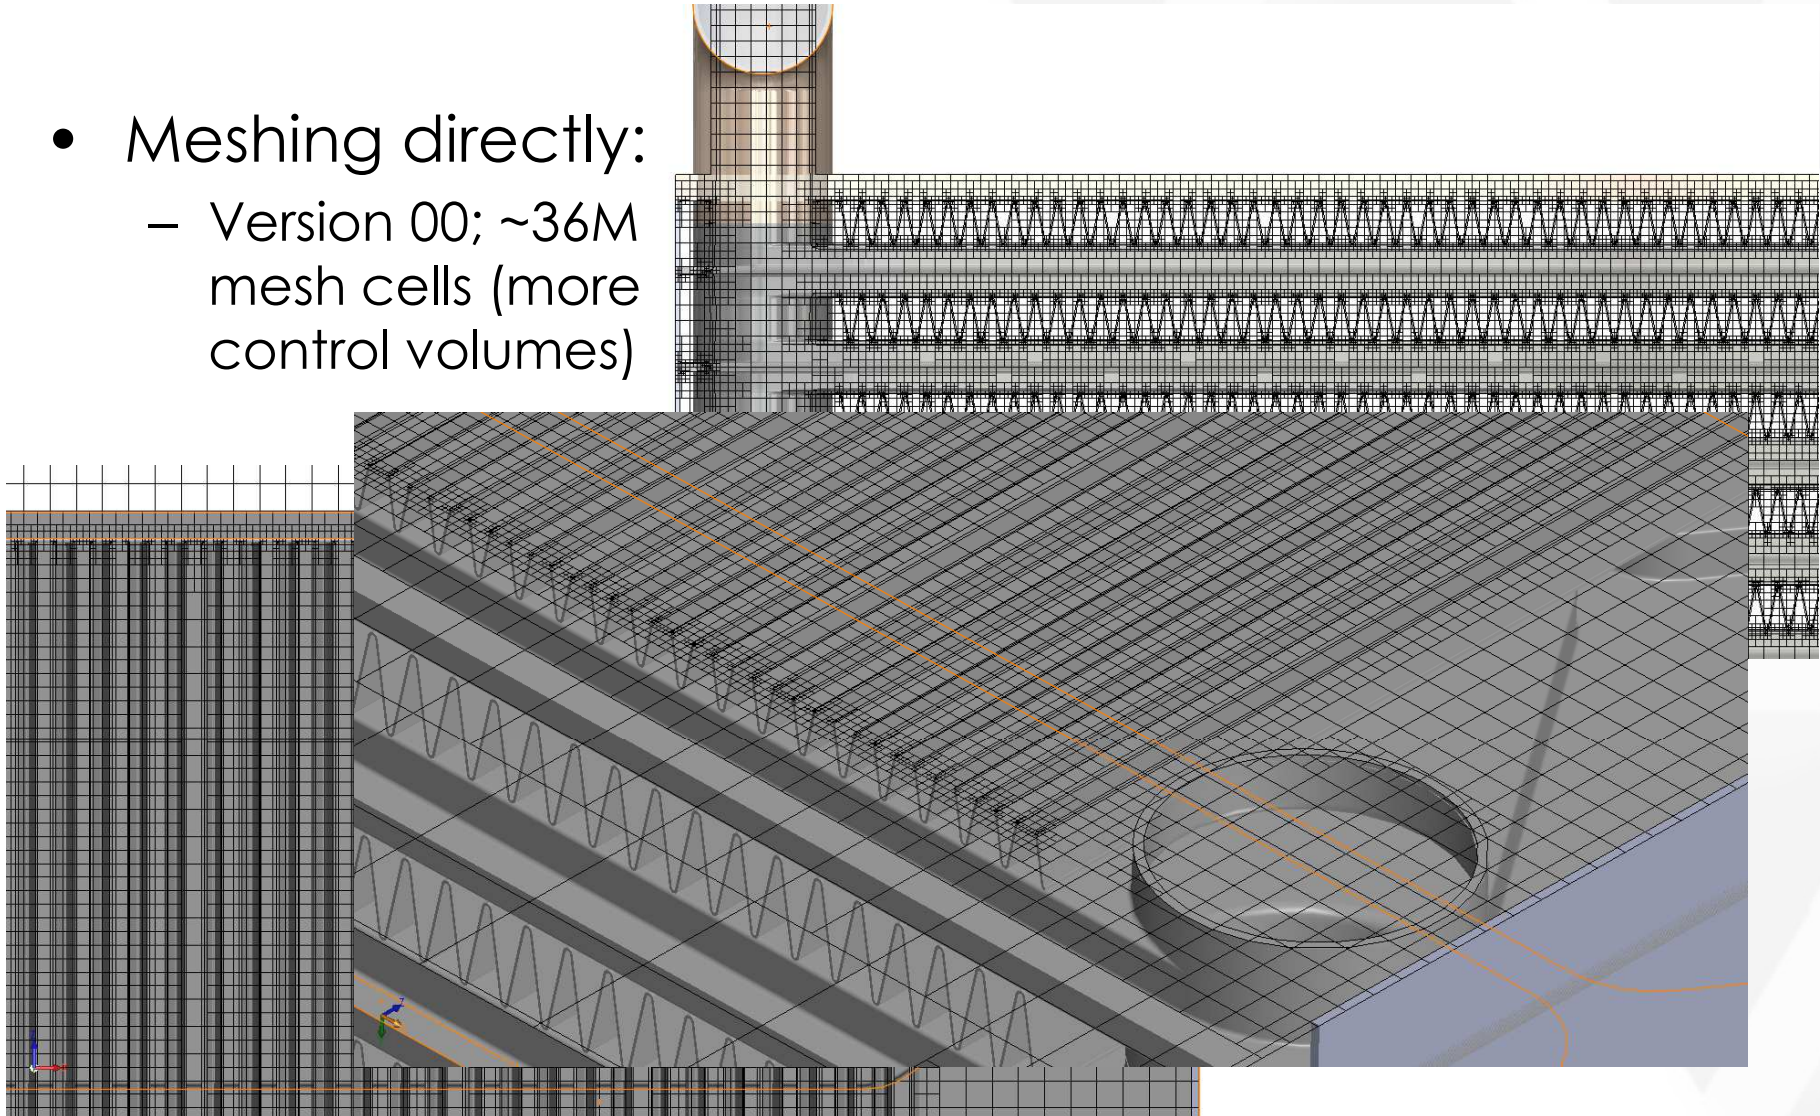 • Meshing directly:
– Version 00; ~36M
mesh cells (more
control volumes)